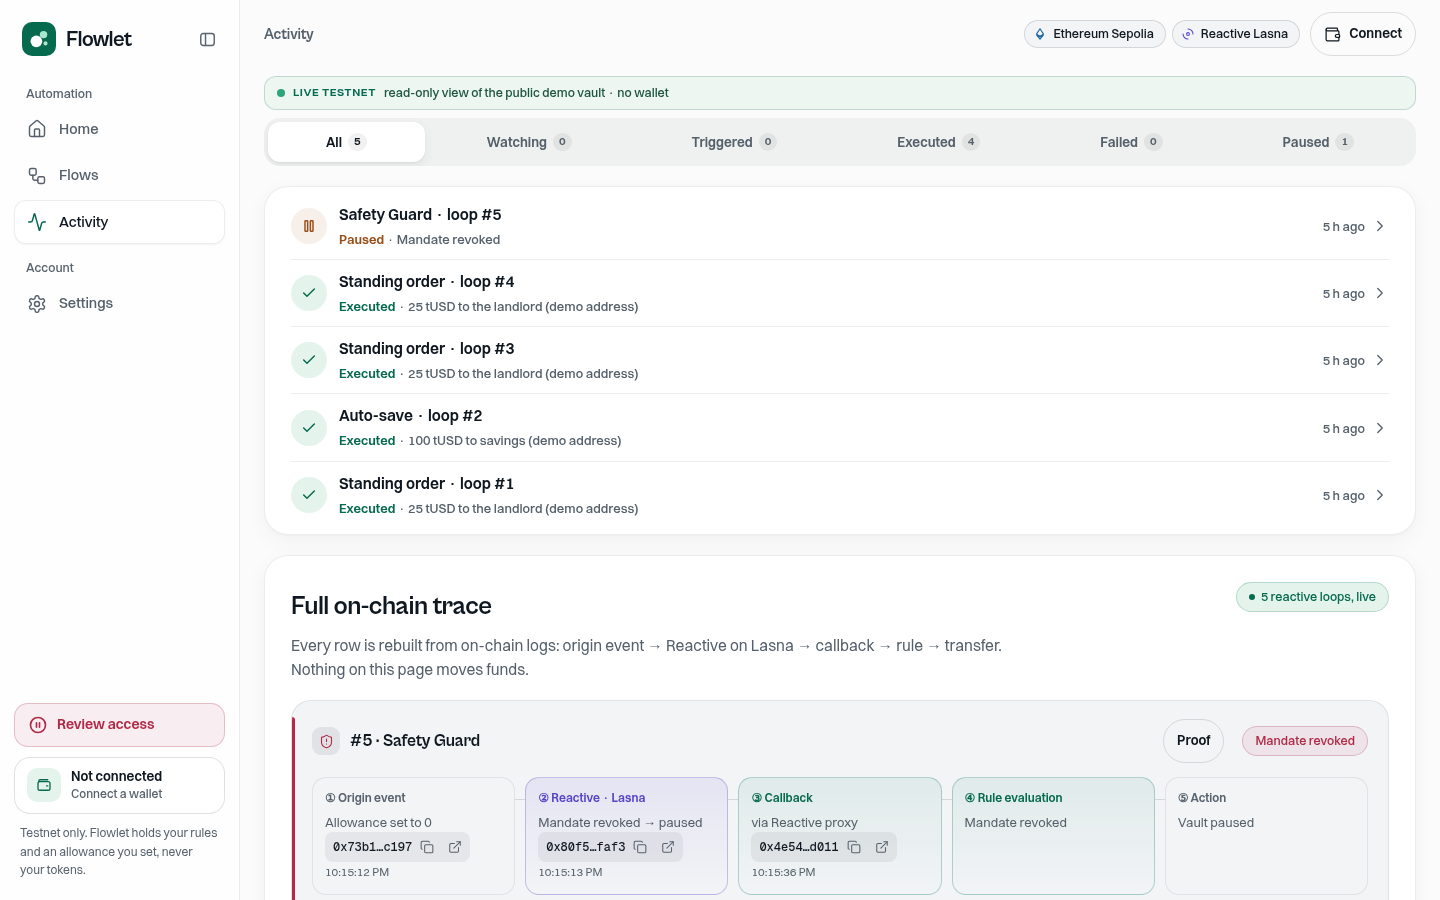 Flowlet
Automation
Home
Flows
Activity
Account
Settings
Review access
Not connected
Connect a wallet
Testnet only. Flowlet holds your rules
and an allowance you set, never
your tokens.
Activity
Ethereum Sepolia
Reactive Lasna
Connect
LIVE TESTNET read-only view of the public demo vault · no wallet
All 5
Watching 0
Triggered 0
Executed 4
Failed 0
Paused 1
Safety Guard · loop #5
Paused · Mandate revoked
5 h ago
Standing order · loop #4
Executed · 25 tUSD to the landlord (demo address)
5 h ago
Standing order · loop #3
Executed · 25 tUSD to the landlord (demo address)
5 h ago
Auto-save · loop #2
Executed · 100 tUSD to savings (demo address)
5 h ago
Standing order · loop #1
Executed · 25 tUSD to the landlord (demo address)
5 h ago
Full on-chain trace
5 reactive loops, live
Every row is rebuilt from on-chain logs: origin event → Reactive on Lasna → callback → rule → transfer.
Nothing on this page moves funds.
#5 · Safety Guard
Proof
Mandate revoked
① Origin event
Allowance set to 0
0x73b1…c197
10:15:12 PM
② Reactive · Lasna
Mandate revoked → paused
0x80f5…faf3
10:15:13 PM
③ Callback
via Reactive proxy
0x4e54…d011
10:15:36 PM
④ Rule evaluation
Mandate revoked
⑤ Action
Vault paused